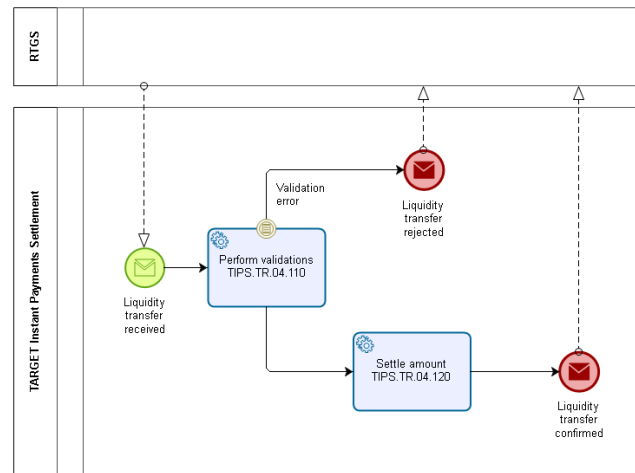 RTGS
TARGET Instant Payments Settlement
Validation
error
Liquidity
transfer
rejected
Perform validations
TIPS.TR.04.110
Liquidity
transfer
received
Settle amount
TIPS.TR.04.120
Liquidity
transfer
confirmed